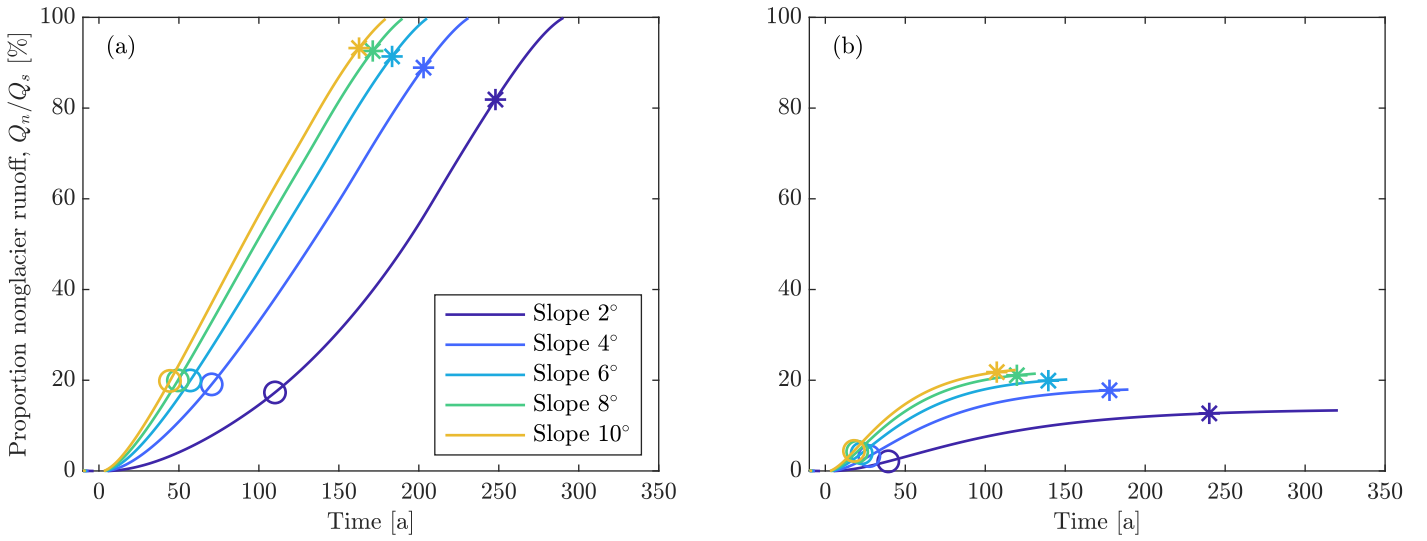 Proportion nonglacier runoff, Qn/Qs [%]
100
80
60
40
20
0
(a)
Slope 2°
Slope 4°
Slope 6°
Slope 8°
Slope 10°
0 50 100 150 200 250 300 350
Time [a]
100
80
60
40
20
0
(b)
0 50 100 150 200 250 300 350
Time [a]